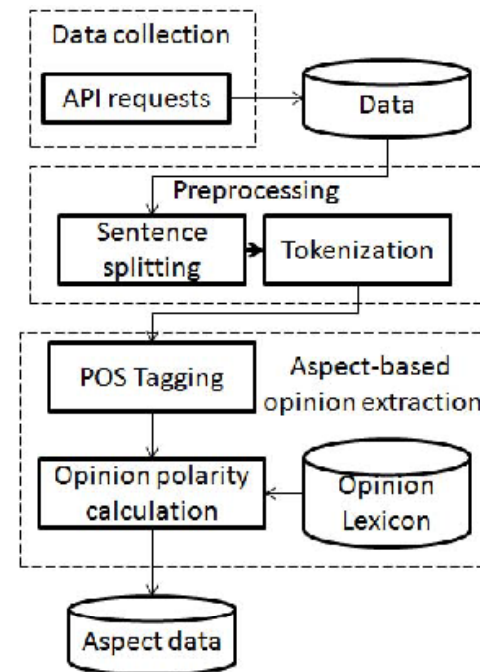 Data collection
API requests
Data
Preprocessing
Sentence
splitting
Tokenization
POS Tagging
Aspect-based
opinion extraction
Opinion polarity
calculation
Opinion
Lexicon
Aspect data